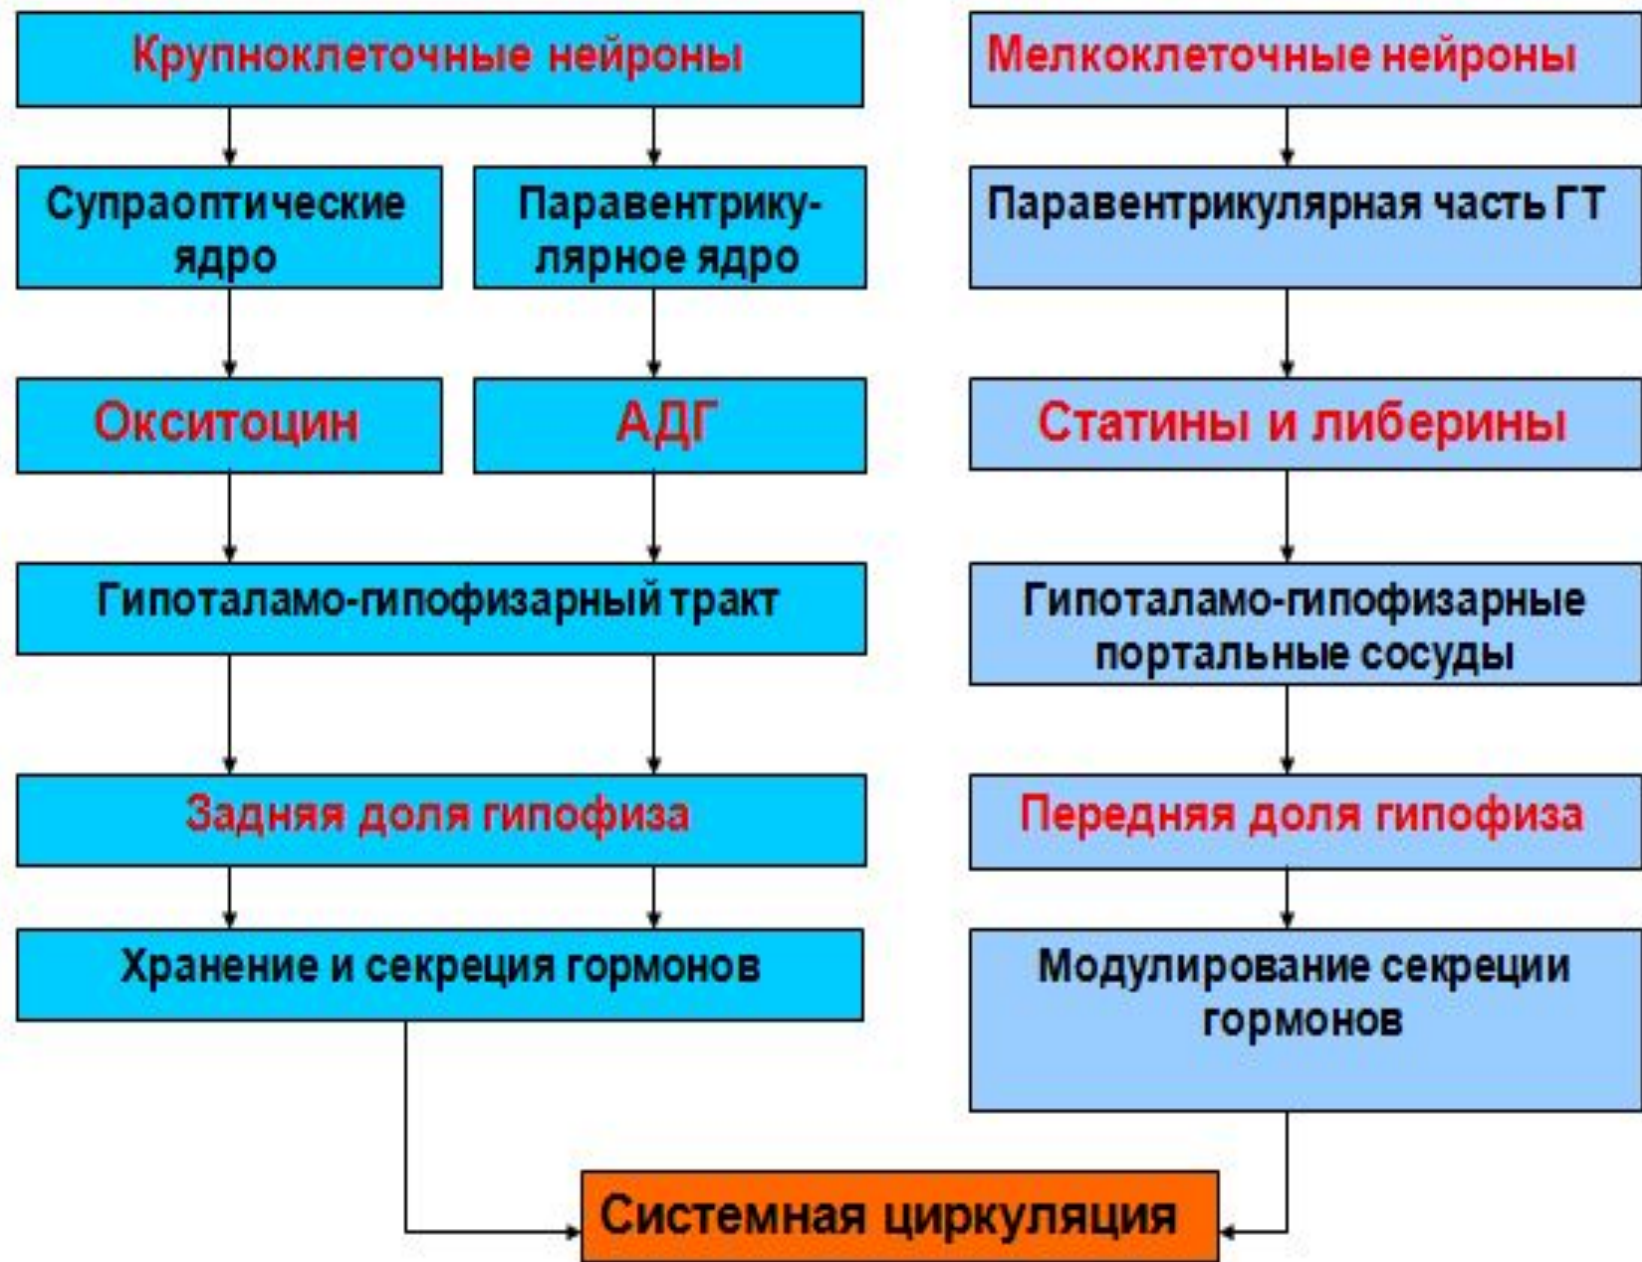 Крупноклеточные нейроны
Мелкоклеточные нейроны
Супраоптические
ядро
Паравентрику-
лярное ядро
Паравентрикулярная часть ГТ
Окситоцин
АДГ
Статины и либерины
Гипоталамо-гипофизарный тракт
Гипоталамо-гипофизарные
портальные сосуды
Задняя доля гипофиза
Передняя доля гипофиза
Хранение и секреция гормонов
Модулирование секреции
гормонов
Системная циркуляция